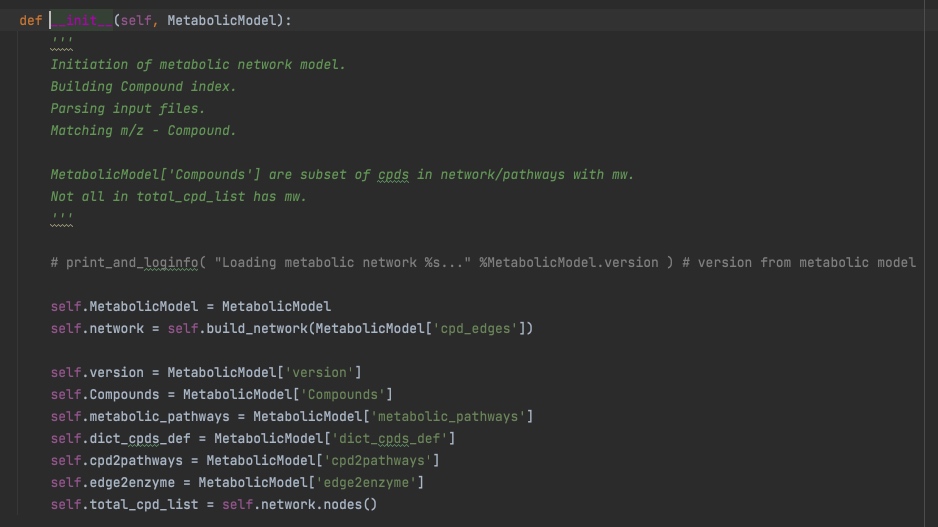 def __init__(self, MetabolicModel):
'''
Initiation of metabolic network model.
Building Compound index.
Parsing input files.
Matching m/z - Compound.
MetabolicModel['Compounds'] are subset of cpds in network/pathways with mw.
Not all in total_cpd_list has mw.
'''
# print_and_loginfo( "Loading metabolic network %s..." %MetabolicModel.version ) # version from metabolic model
self.MetabolicModel = MetabolicModel
self.network = self.build_network(MetabolicModel['cpd_edges'])
self.version = MetabolicModel['version']
self.Compounds = MetabolicModel['Compounds']
self.metabolic_pathways = MetabolicModel['metabolic_pathways']
self.dict_cpds_def = MetabolicModel['dict_cpds_def']
self.cpd2pathways = MetabolicModel['cpd2pathways']
self.edge2enzyme = MetabolicModel['edge2enzyme']
self.total_cpd_list = self.network.nodes()